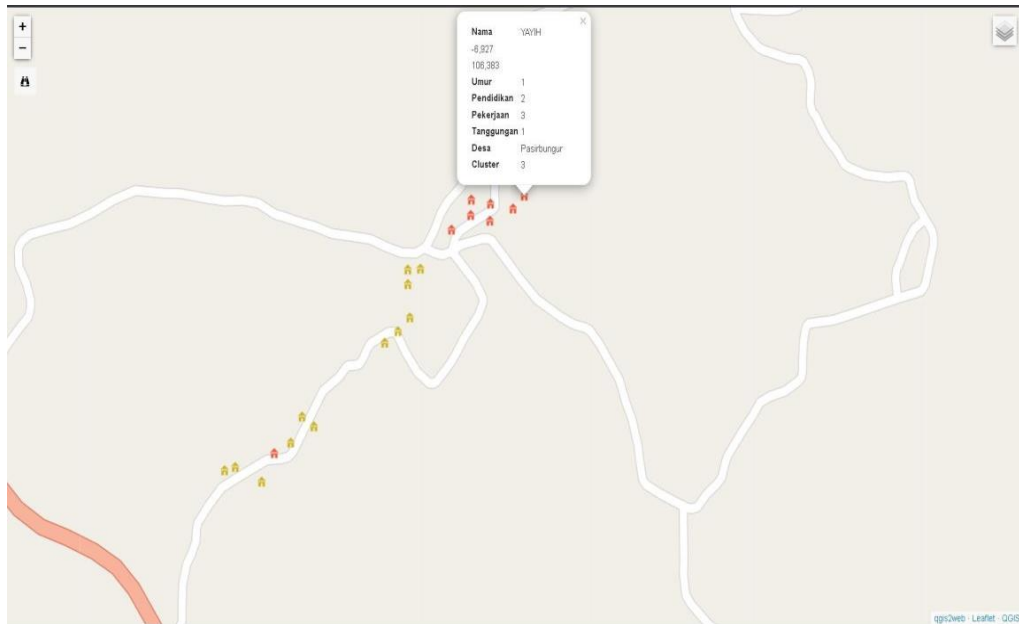 +
−
×
Nama YAYIH
-6,927
106,383
Umur 1
Pendidikan 2
Pekerjaan 3
Tanggungan 1
Desa Pasirbungur
Cluster 3
qgis2web · Leaflet · QGIS